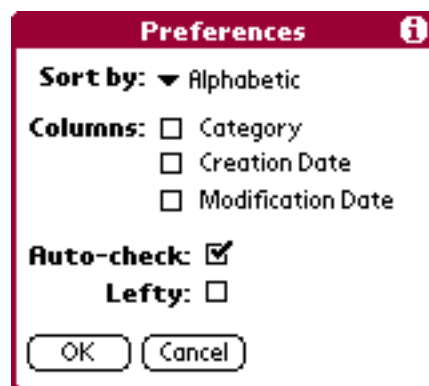 Preferences
Sort by: Alphabetic
Columns: Category
Creation Date
Modification Date
Auto-check:
Lefty:
OK Cancel